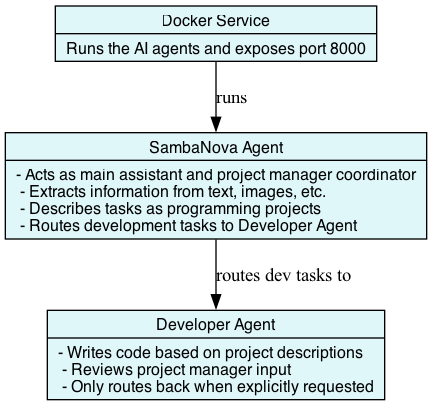 Docker Service
Runs the AI agents and exposes port 8000
runs
SambaNova Agent
- Acts as main assistant and project manager coordinator
- Extracts information from text, images, etc.
- Describes tasks as programming projects
- Routes development tasks to Developer Agent
routes dev tasks to
Developer Agent
- Writes code based on project descriptions
- Reviews project manager input
- Only routes back when explicitly requested